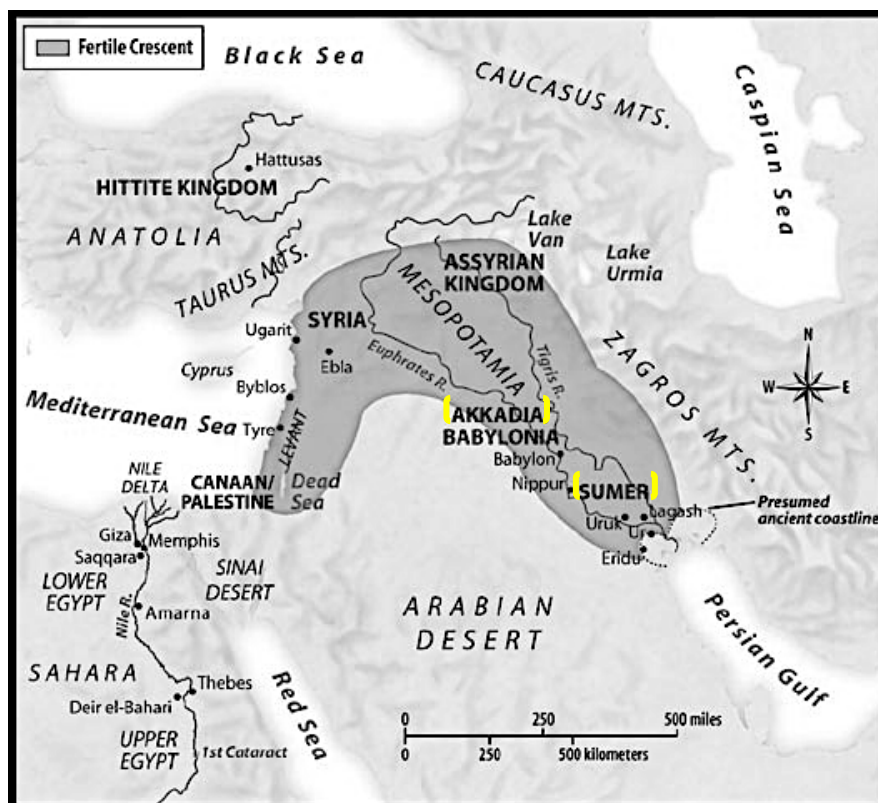 Fertile Crescent
Black Sea
CAUCASUS MTS.
Caspian Sea
Hattusas
HITTITE KINGDOM
ANATOLIA
TAURUS MTS.
Lake
Van
Lake
Urmia
ASSYRIAN
KINGDOM
MESOPOTAMIA
ZAGROS MTS.
SYRIA
Ugarit
Ebla
Cyprus
Euphrates R.
Tigris R.
Byblos
Mediterranean Sea
Tyre
LEVANT
AKKADIA
BABYLONIA
Babylon
N
W
E
S
NILE
DELTA
CANAAN/
PALESTINE
Dead
Sea
Nippur
SUMER
Presumed
ancient coastline
Lagash
Uruk
Ur
Eridu
Giza
Memphis
Saqqara
LOWER
EGYPT
SINAI
DESERT
Nile R.
Amarna
ARABIAN
DESERT
Persian Gulf
SAHARA
Thebes
Deir el-Bahari
Red Sea
UPPER
EGYPT
1st Cataract
0 250 500 miles
0 250 500 kilometers